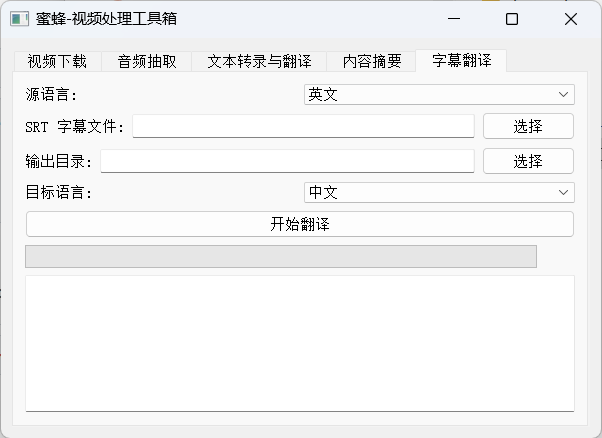 蜜蜂-视频处理工具箱
视频下载 音频抽取 文本转录与翻译 内容摘要 字幕翻译
源语言: 英文
SRT 字幕文件: 选择
输出目录: 选择
目标语言: 中文
开始翻译